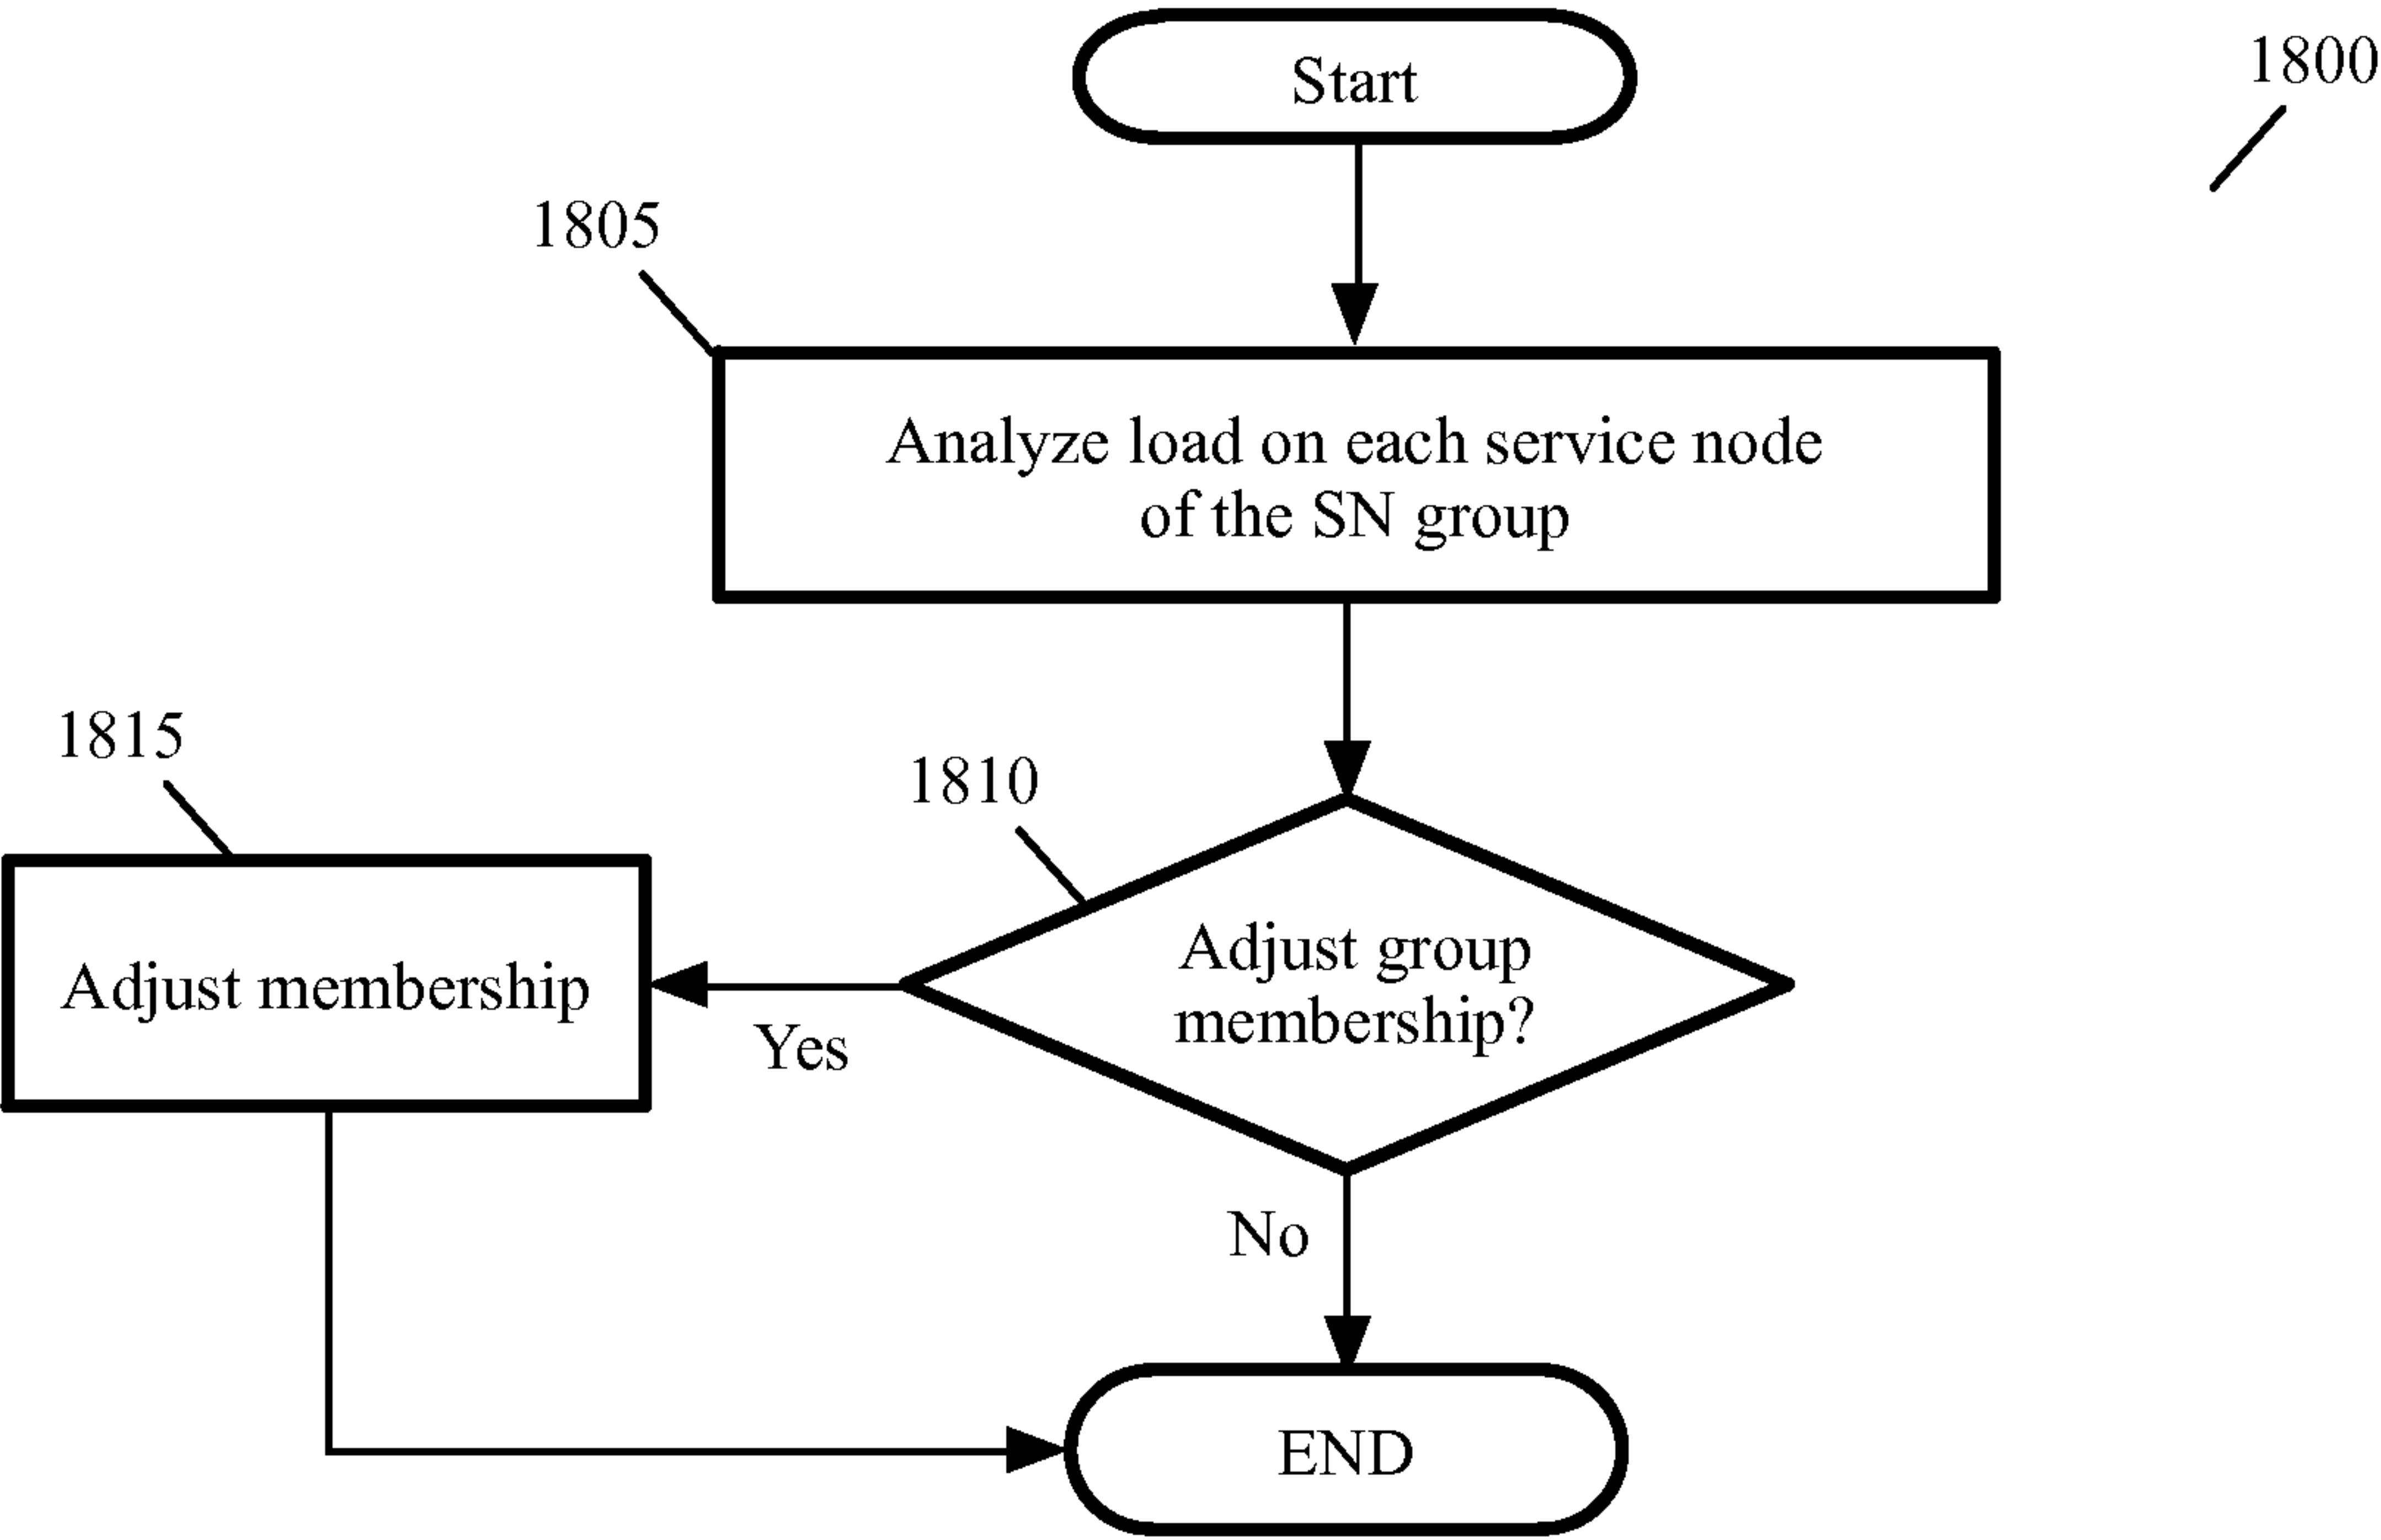 Start
1800
1805
Analyze load on each service node
of the SN group
1815
1810
Adjust group
membership?
Adjust membership
Yes
No
END